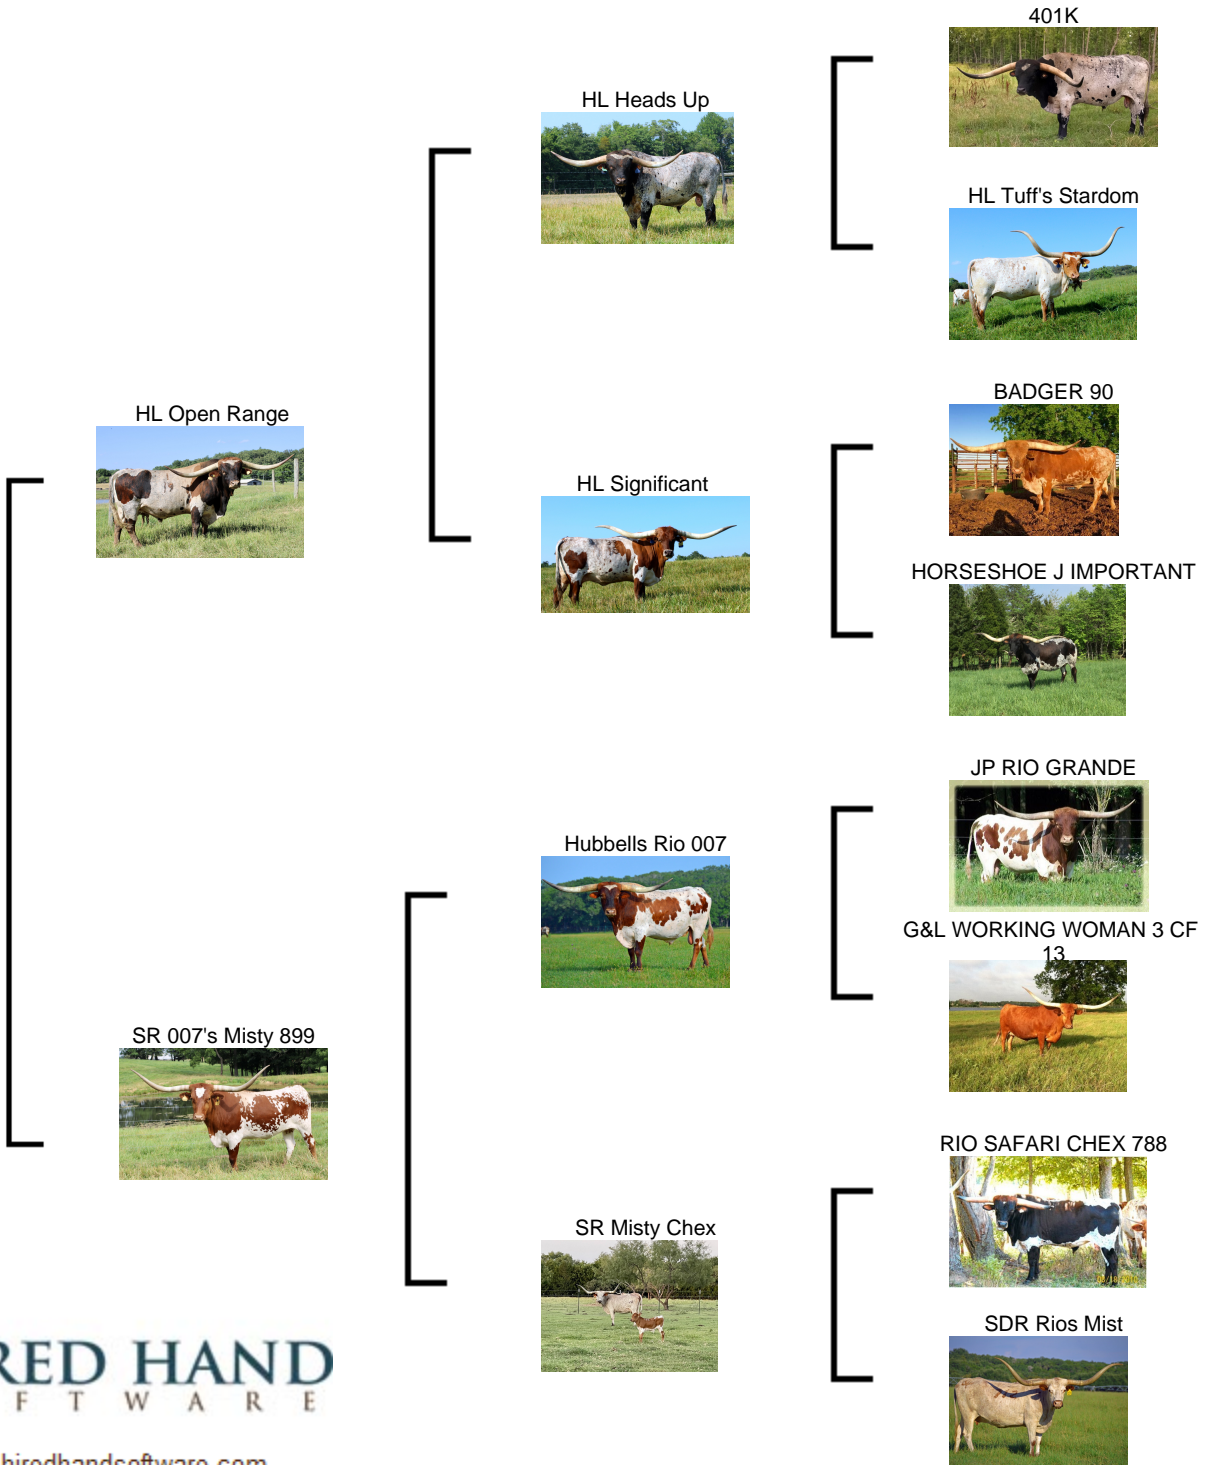 401K
HL Heads Up
HL Tuff's Stardom
BADGER 90
HL Open Range
HL Significant
HORSESHOE J IMPORTANT
JP RIO GRANDE
Hubbells Rio 007
G&L WORKING WOMAN 3 CF
13
SR 007's Misty 899
RIO SAFARI CHEX 788
SR Misty Chex
SDR Rios Mist
RED HAND
F T W A R E
hiredhandsoftware.com